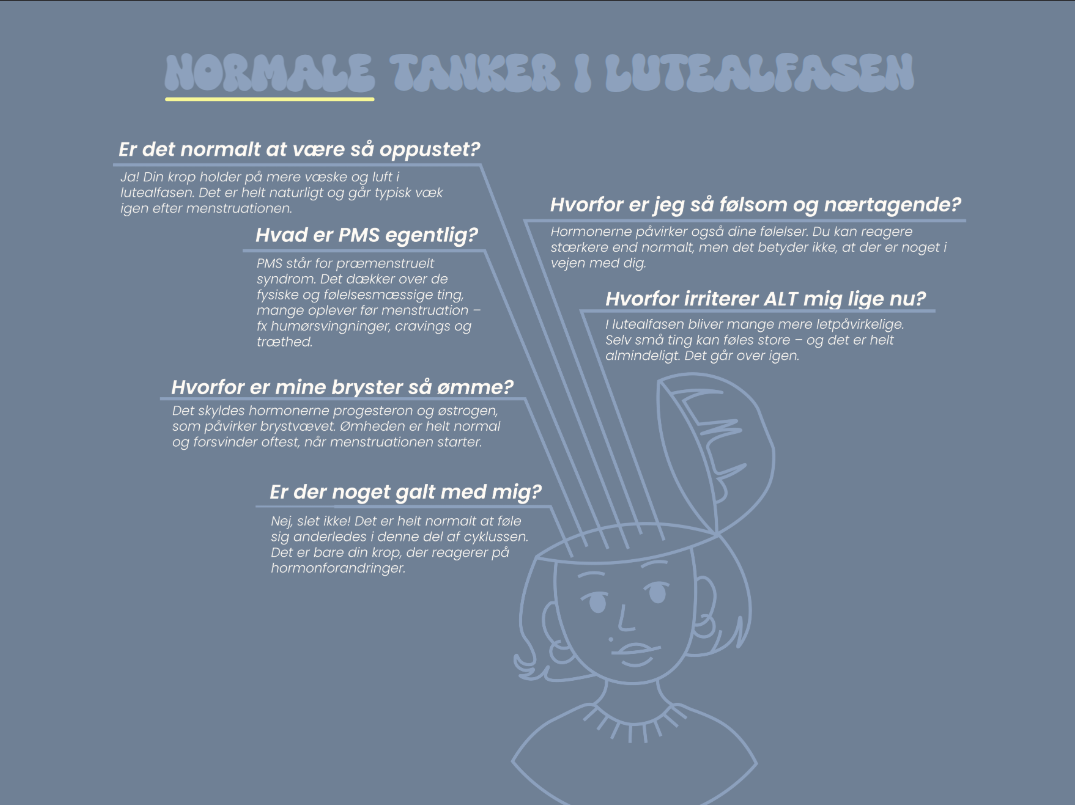 NORMALE TANKER I LUTEALFASEN
Er det normalt at være så oppustet?
Ja! Din krop holder på mere væske og luft i
lutealfasen. Det er helt naturligt og går typisk væk
igen efter menstruationen.
Hvorfor er jeg så følsom og nærtagende?
Hormonerne påvirker også dine følelser. Du kan reagere
stærkere end normalt, men det betyder ikke, at der er noget i
vejen med dig.
Hvad er PMS egentlig?
PMS står for præmenstruelt
syndrom. Det dækker over de
fysiske og følelsesmæssige ting,
mange oplever før menstruation –
fx humørsvingninger, cravings og
træthed.
Hvorfor irriterer ALT mig lige nu?
I lutealfasen bliver mange mere letpåvirkelige.
Selv små ting kan føles store – og det er helt
almindeligt. Det går over igen.
Hvorfor er mine bryster så ømme?
Det skyldes hormonerne progesteron og østrogen,
som påvirker brystvævet. Ømheden er helt normal
og forsvinder oftest, når menstruationen starter.
Er der noget galt med mig?
Nej, slet ikke! Det er helt normalt at føle
sig anderledes i denne del af cyklussen.
Det er bare din krop, der reagerer på
hormonforandringer.